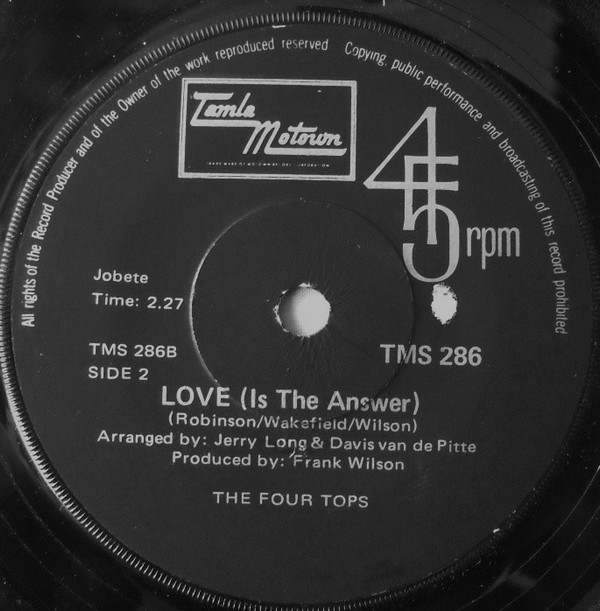 All rights of the Record Producer and of the Owner of the work reproduced reserved Copying, public performance and broadcasting of this record prohibited
Tamla
Motown
45 rpm
Jobete
Time: 2.27
TMS 286B
SIDE 2
TMS 286
LOVE (Is The Answer)
(Robinson/Wakefield/Wilson)
Arranged by: Jerry Long & Davis van de Pitte
Produced by: Frank Wilson
THE FOUR TOPS